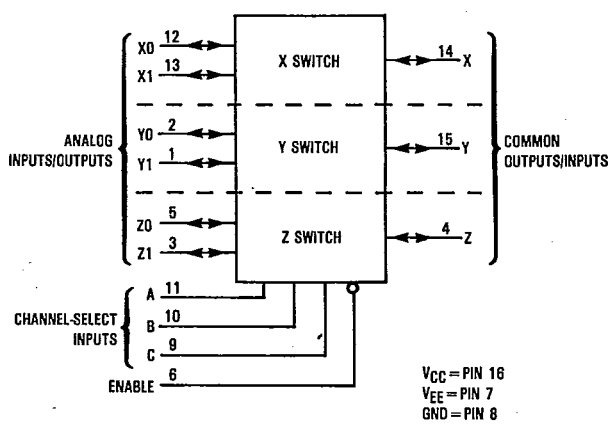 X0 12
X1 13
X SWITCH
14 X
Y0 2
Y1 1
Y SWITCH
15 Y
ANALOG
INPUTS/OUTPUTS
COMMON
OUTPUTS/INPUTS
Z0 5
Z1 3
Z SWITCH
4 Z
A 11
B 10
C 9
CHANNEL-SELECT
INPUTS
ENABLE 6
VCC = PIN 16
VEE = PIN 7
GND = PIN 8